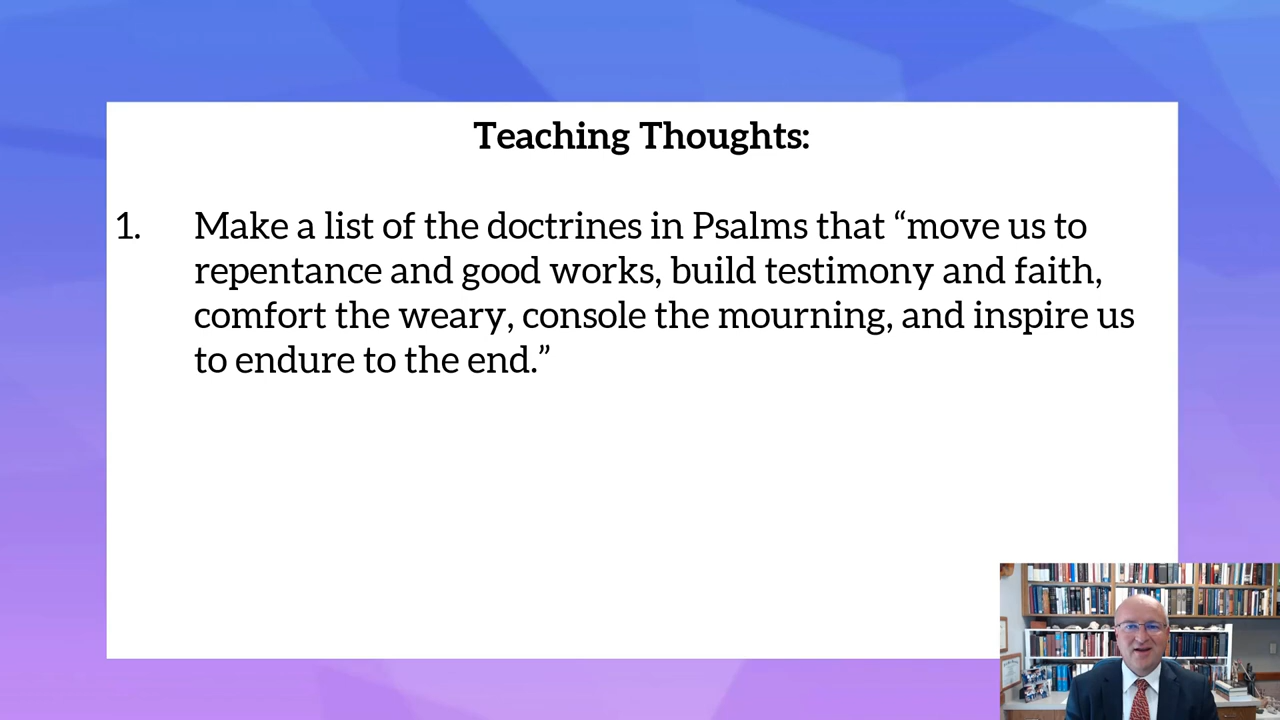 Teaching Thoughts:
1. Make a list of the doctrines in Psalms that “move us to
repentance and good works, build testimony and faith,
comfort the weary, console the mourning, and inspire us
to endure to the end.”